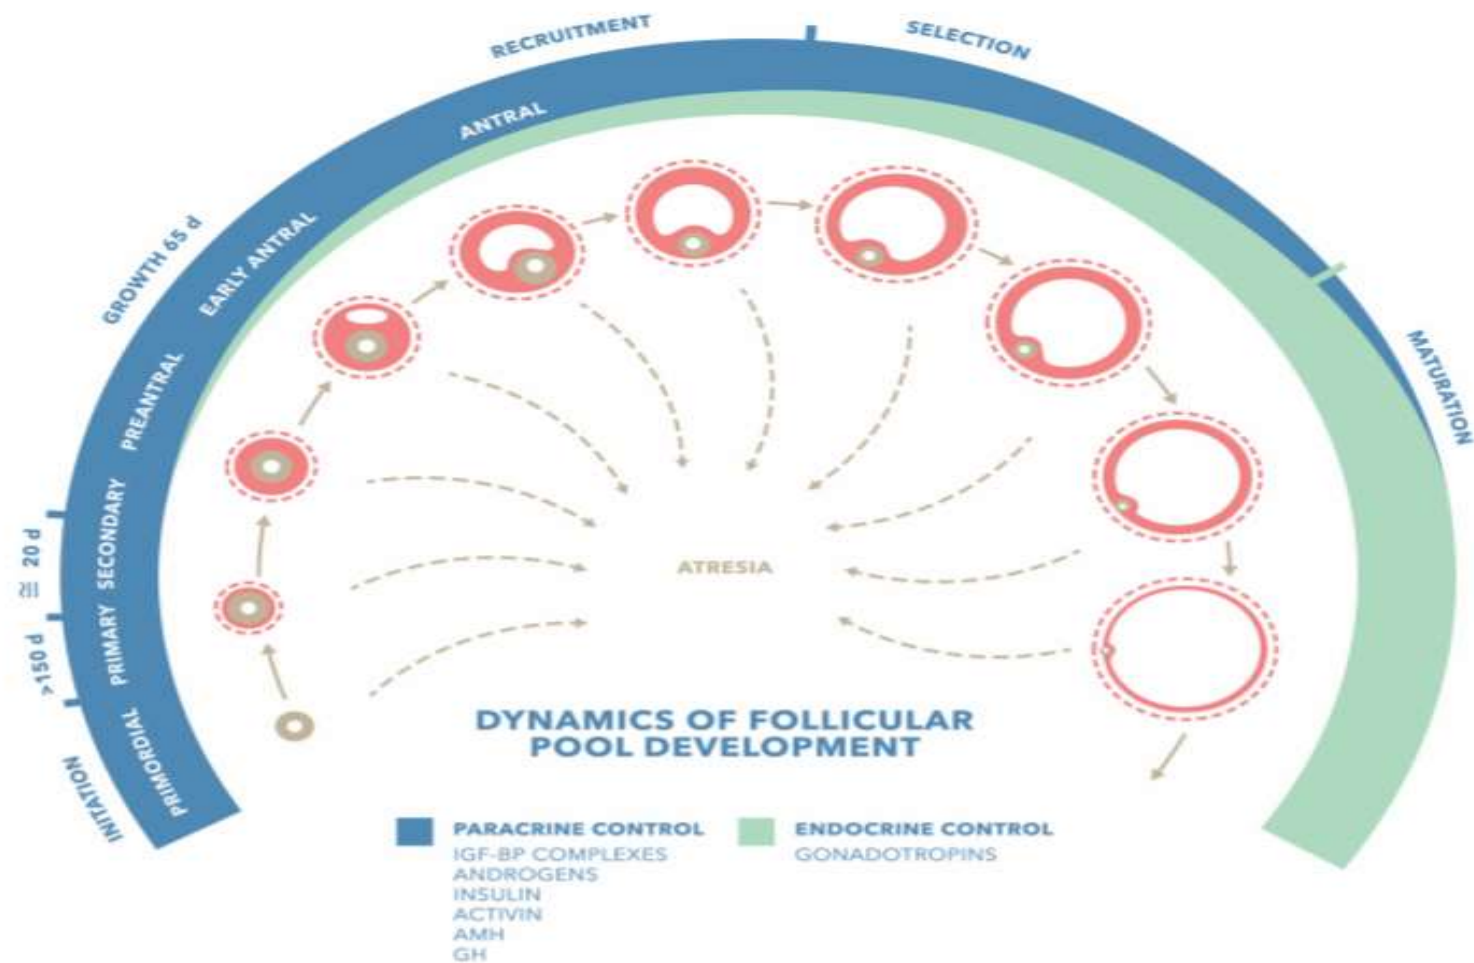 RECRUITMENT
SELECTION
ANTRAL
GROWTH 65 d
EARLY ANTRAL
PREANTRAL
MATURATION
SECONDARY
20 d
PRIMARY
>150 d
ATRESIA
PRIMORDIAL
INITATION
DYNAMICS OF FOLLICULAR
POOL DEVELOPMENT
PARACRINE CONTROL
IGF-BP COMPLEXES
ANDROGENS
INSULIN
ACTIVIN
AMH
GH
ENDOCRINE CONTROL
GONADOTROPINS